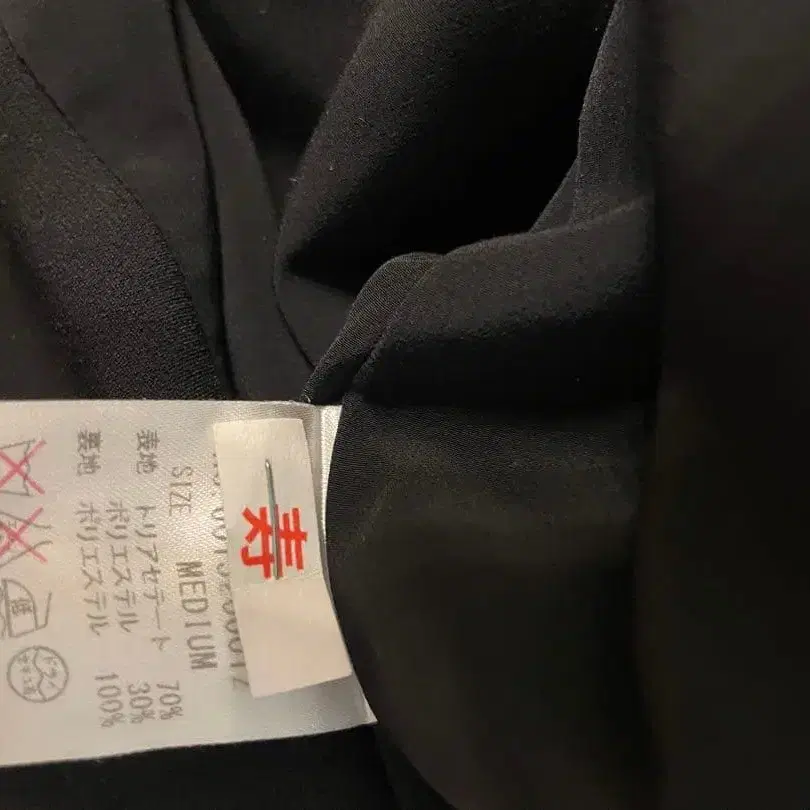 寿
SIZE MEDIUM
表地 トリアセテート 70%
ポリエステル 30%
裏地 ポリエステル 100%